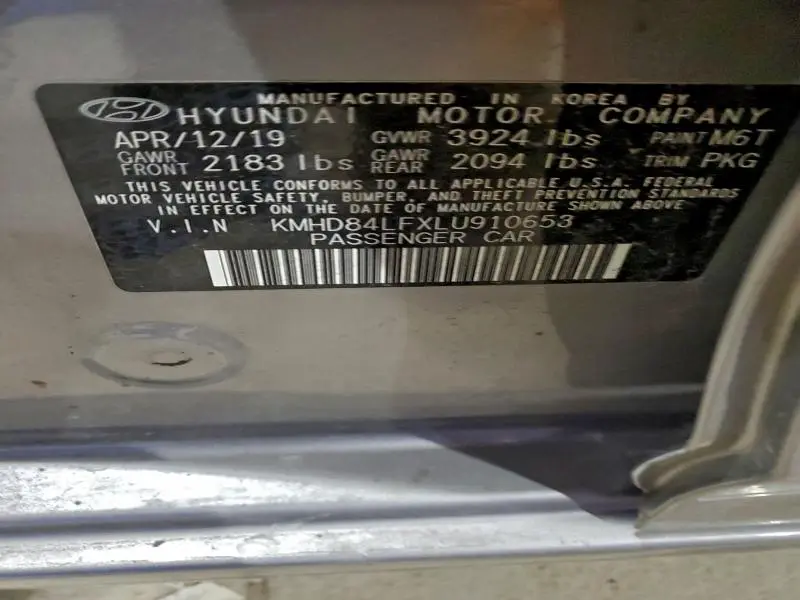 MANUFACTURED IN KOREA BY
HYUNDAI MOTOR COMPANY
APR/12/19 GVWR 3924 lbs PAINT M6T
GAWR FRONT 2183 lbs GAWR REAR 2094 lbs TRIM PKG
THIS VEHICLE CONFORMS TO ALL APPLICABLE U.S.A. FEDERAL
MOTOR VEHICLE SAFETY, BUMPER, AND THEFT PREVENTION STANDARDS
IN EFFECT ON THE DATE OF MANUFACTURE SHOWN ABOVE
V.I.N KMHD84LFXLU910653
PASSENGER CAR